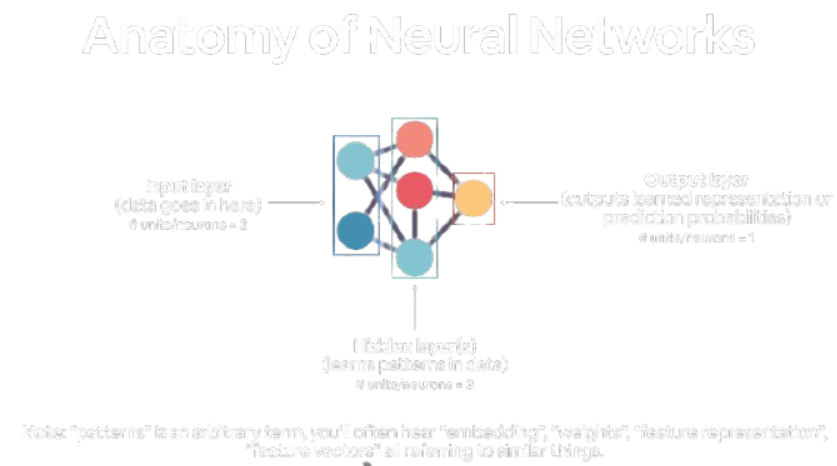 Anatomy of Neural Networks
Input layer
(data goes in here)
# units/neurons = 2
Output layer
(outputs learned representation or
prediction probabilities)
# units/neurons = 1
Hidden layer(s)
(learns patterns in data)
# units/neurons = 3
Note: "patterns" is an arbitrary term, you'll often hear "embedding", "weights", "feature representation",
"feature vectors" all referring to similar things.